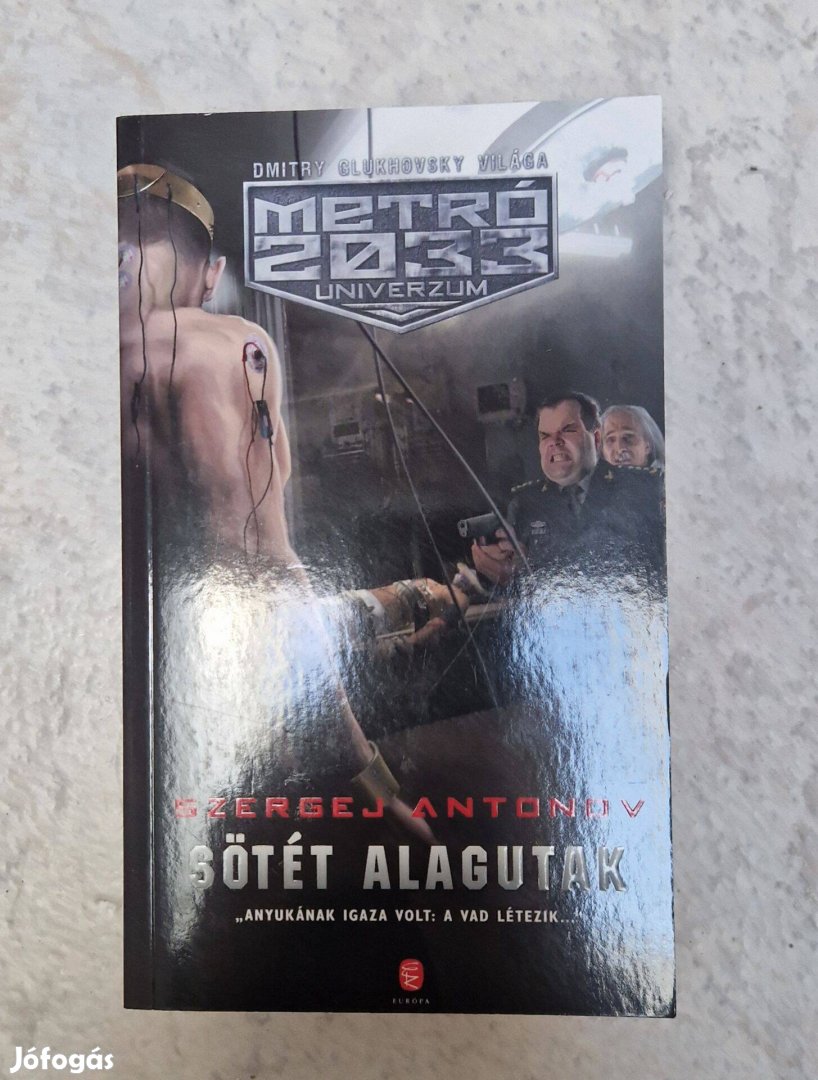 DMITRY GLUKHOVSKY VILÁGA
METRÓ
2033
UNIVERZUM
SZERGEJ ANTONOV
SÖTÉT ALAGUTAK
„ANYUKÁNAK IGAZA VOLT: A VAD LÉTEZIK..."
EURÓPA
Jófogás